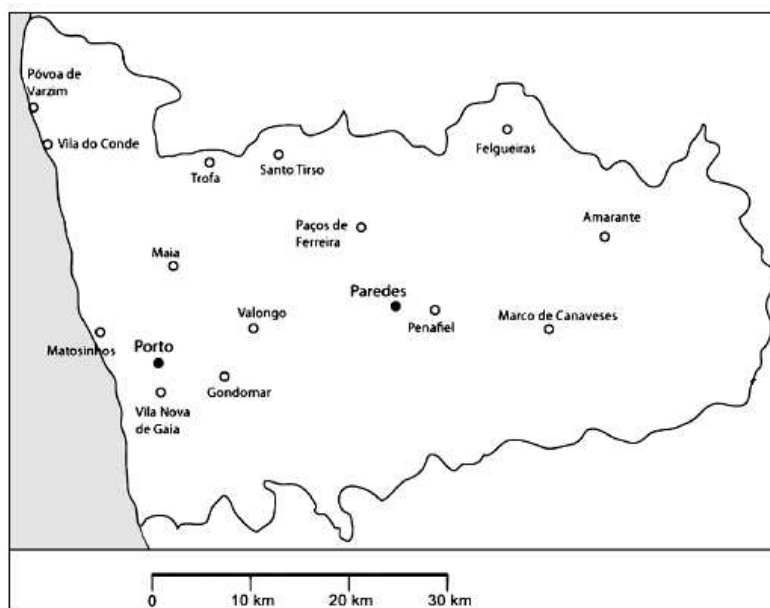 Póvoa de
Varzim
Vila do Conde
Felgueiras
Trofa
Santo Tirso
Amarante
Paços de
Ferreira
Maia
Paredes
Valongo
Penafiel
Marco de Canaveses
Matosinhos
Porto
Gondomar
Vila Nova
de Gaia
0 10 km 20 km 30 km